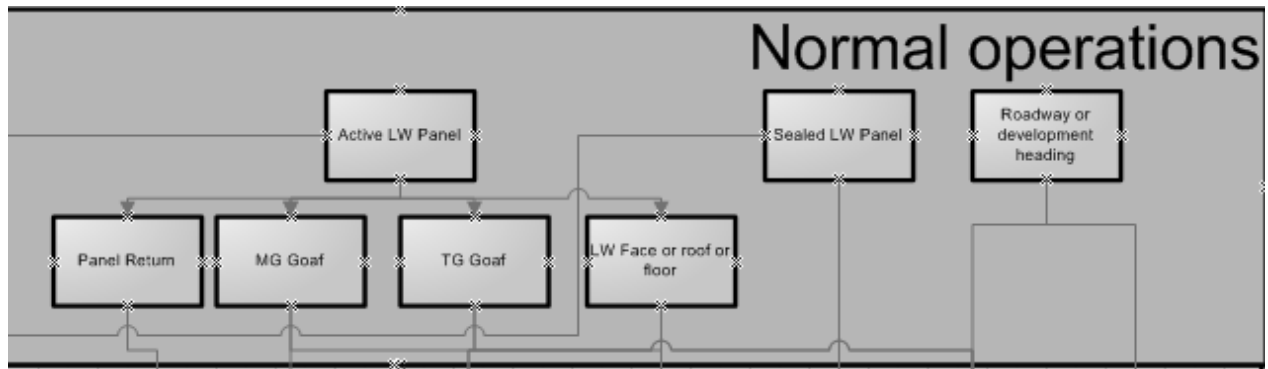 Normal operations
Active LW Panel
Sealed LW Panel
Roadway or
development
heading
Panel Return
MG Goaf
TG Goaf
LW Face or roof or
floor